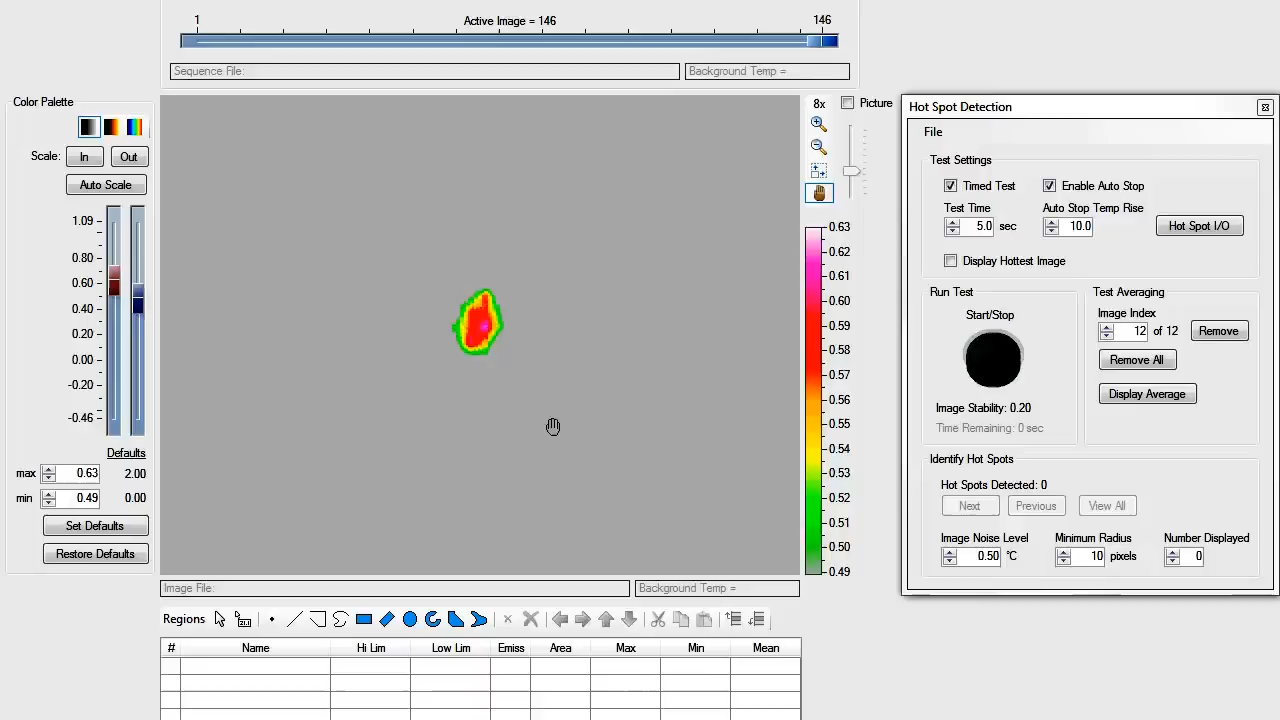 1 Active Image = 146 146
Sequence File: Background Temp =
Color Palette
Scale: In Out
Auto Scale
1.09
0.80
0.60
0.40
0.20
0.00
-0.20
-0.46
Defaults
max 0.63 2.00
min 0.49 0.00
Set Defaults
Restore Defaults
8x Picture
0.63
0.62
0.61
0.60
0.59
0.58
0.57
0.56
0.55
0.54
0.53
0.52
0.51
0.50
0.49
Image File: Background Temp =
Regions
# Name Hi Lim Low Lim Emiss Area Max Min Mean
Hot Spot Detection
File
Test Settings
Timed Test Enable Auto Stop
Test Time Auto Stop Temp Rise
5.0 sec 10.0 Hot Spot I/O
Display Hottest Image
Run Test
Start/Stop
Image Stability: 0.20
Time Remaining: 0 sec
Test Averaging
Image Index
12 of 12 Remove
Remove All
Display Average
Identify Hot Spots
Hot Spots Detected: 0
Next Previous View All
Image Noise Level Minimum Radius Number Displayed
0.50 °C 10 pixels 0